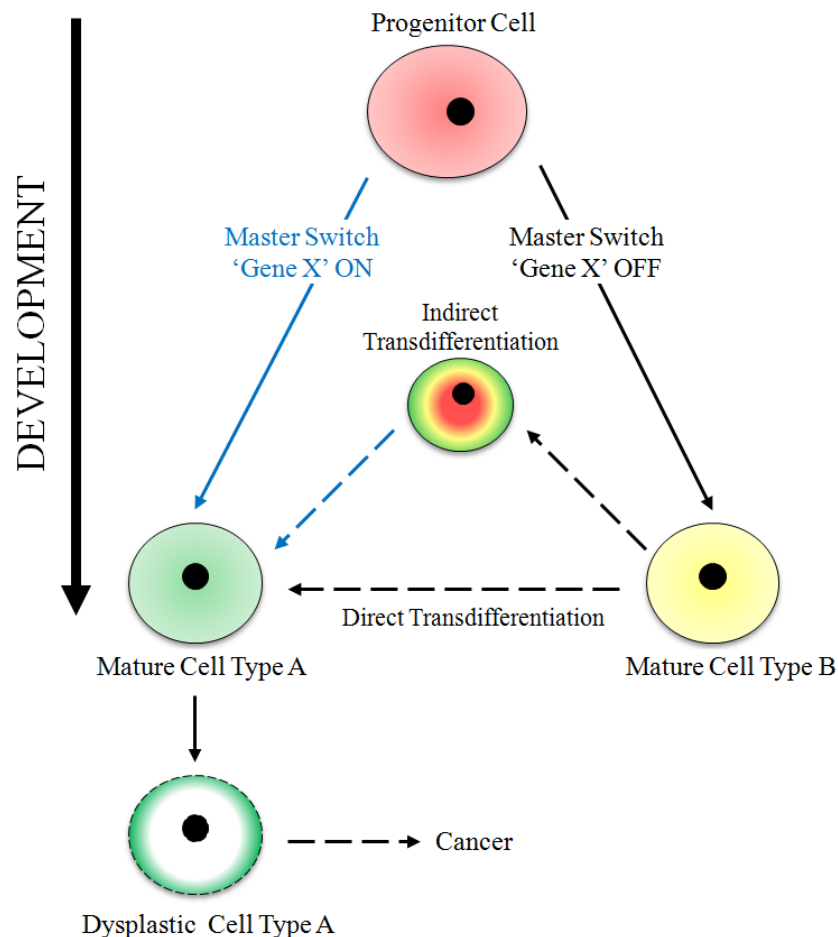 Progenitor Cell
DEVELOPMENT
Master Switch
‘Gene X’ ON
Master Switch
‘Gene X’ OFF
Indirect
Transdifferentiation
Direct Transdifferentiation
Mature Cell Type A
Mature Cell Type B
Cancer
Dysplastic Cell Type A